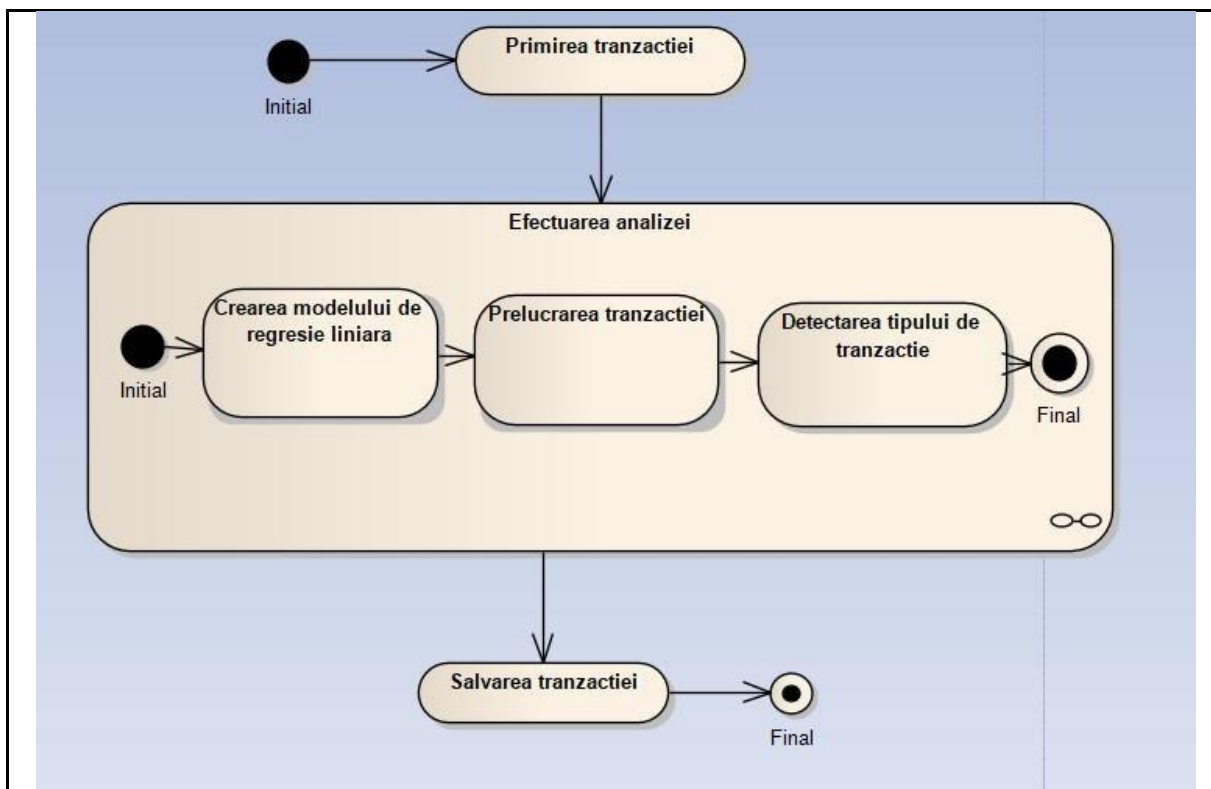 Primirea tranzactiei
Initial
Efectuarea analizei
Crearea modelului de
regresie liniara
Prelucrarea tranzactiei
Detectarea tipului de
tranzactie
Initial
Final
Salvarea tranzactiei
Final